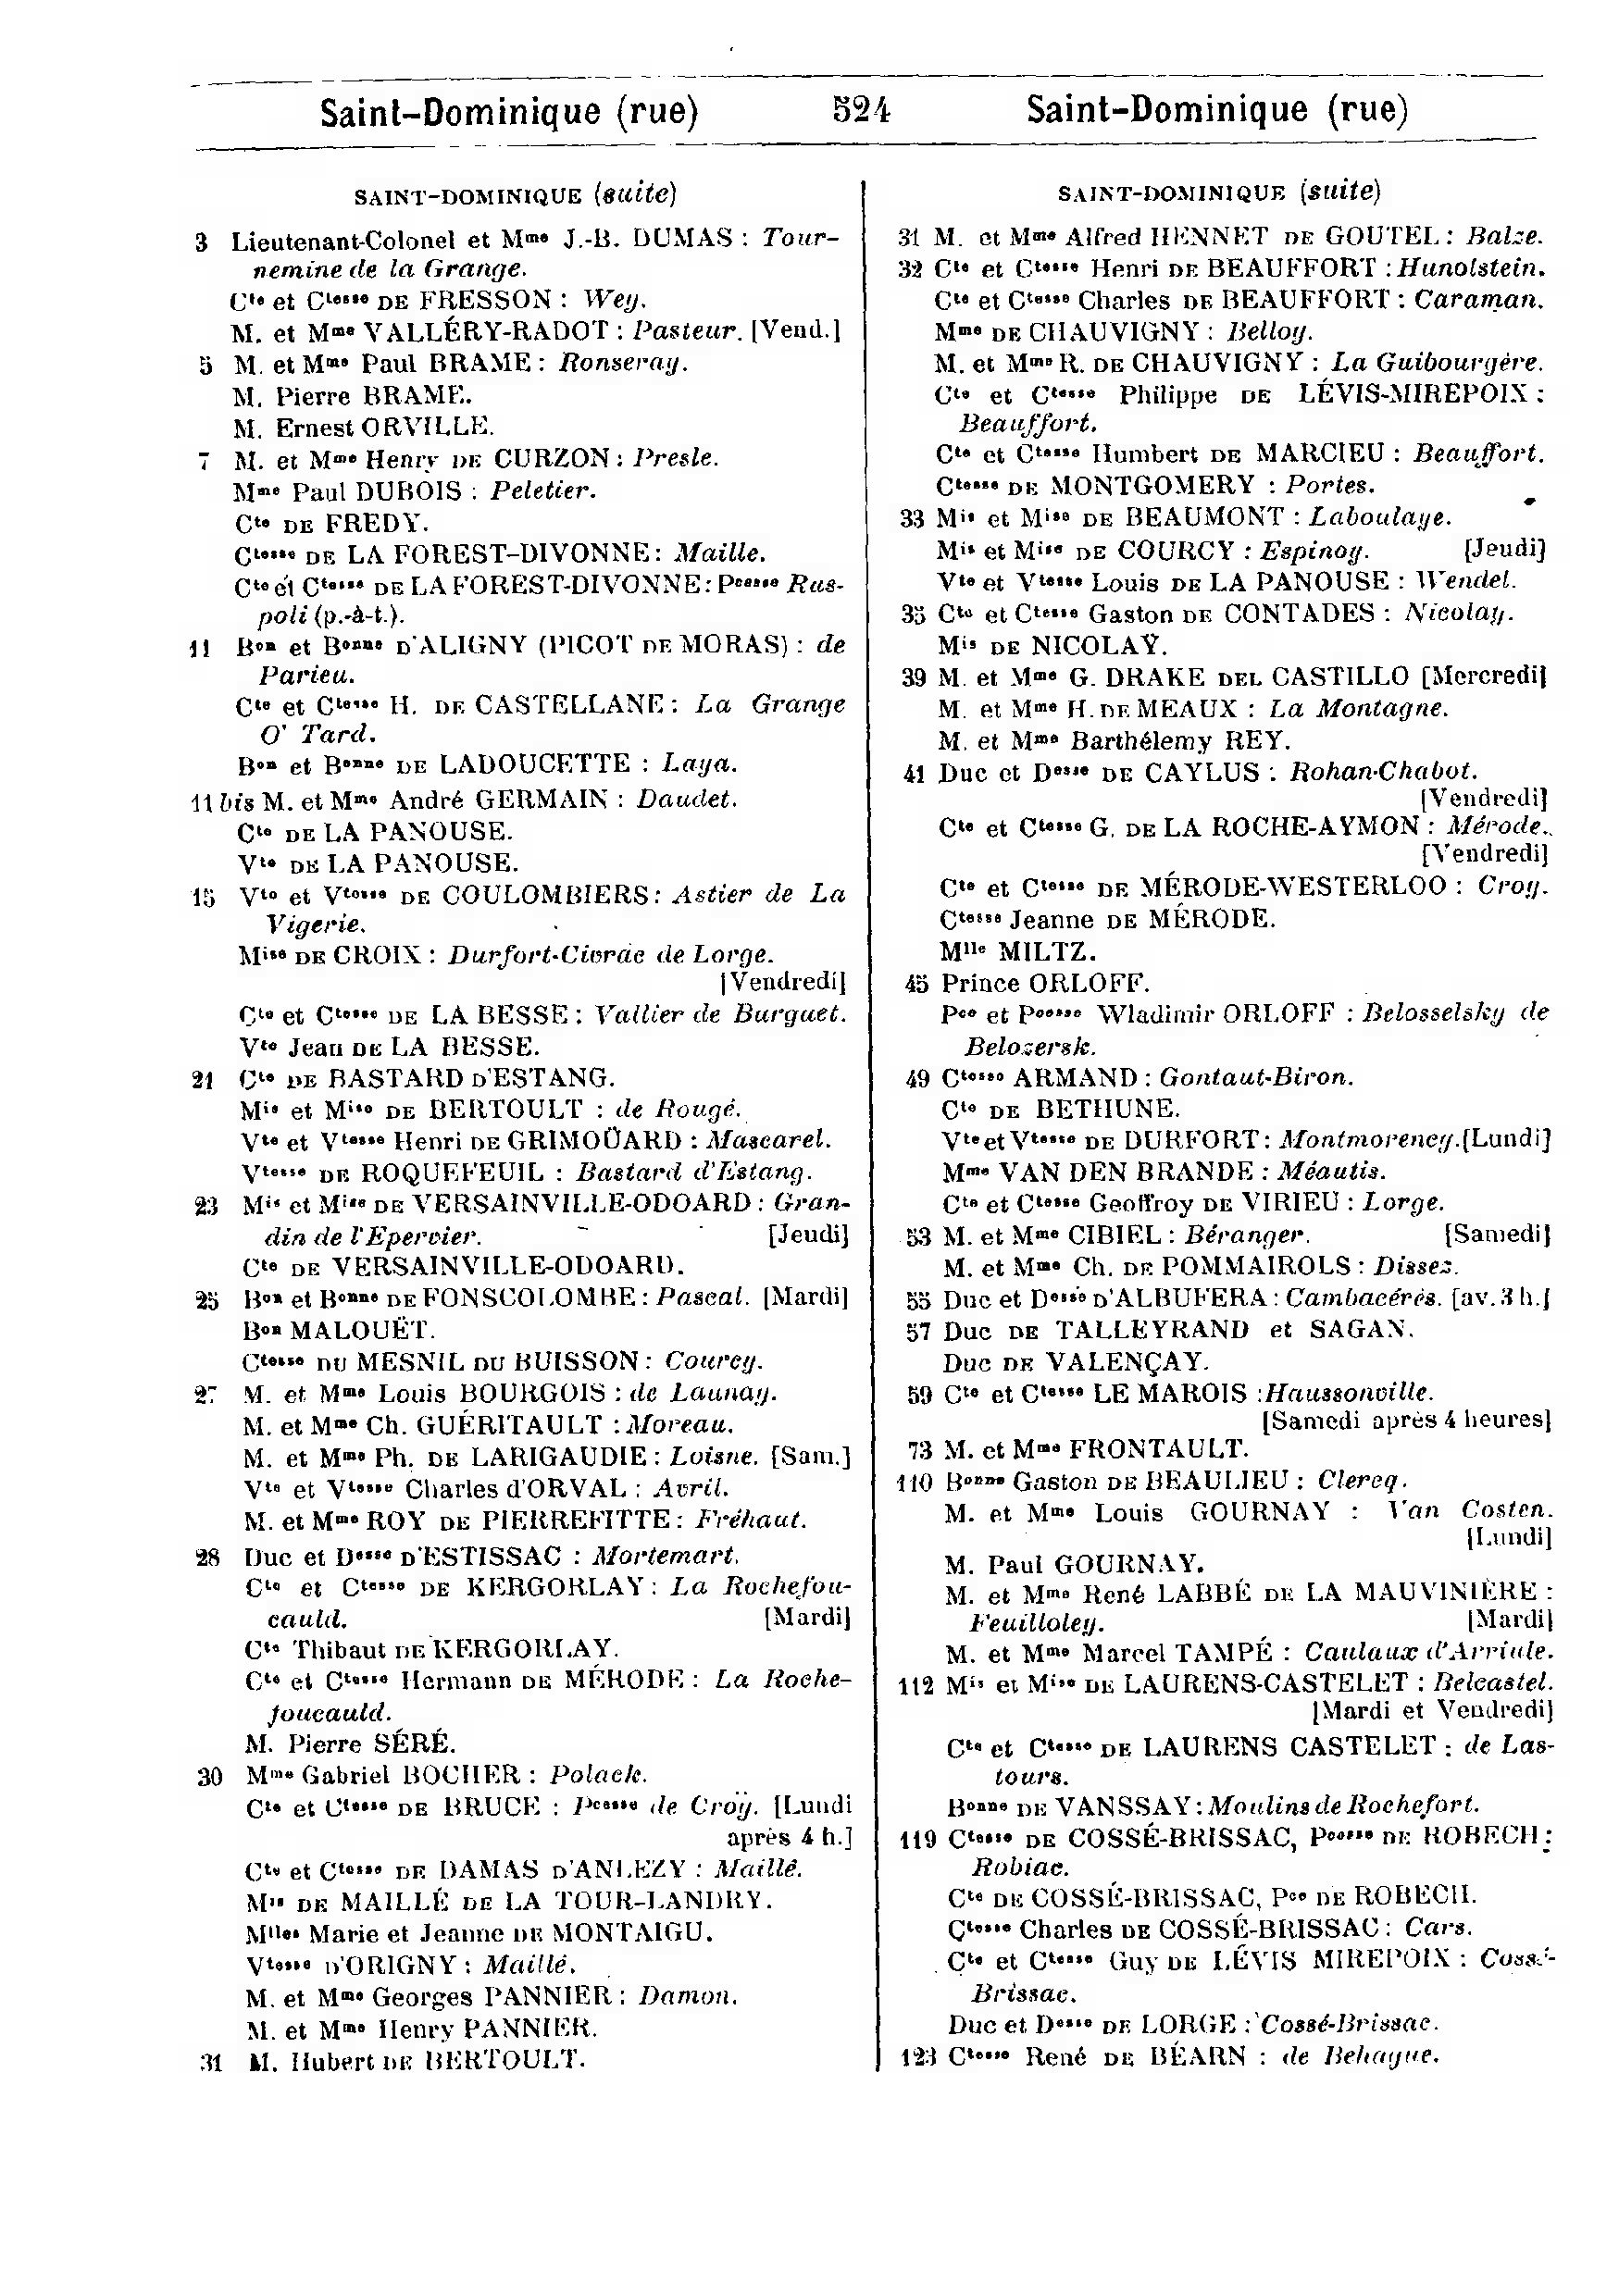 Saint-Dominique (rue) 524 Saint-Dominique (rue)
SAINT-DOMINIQUE (suite)
3 Lieutenant-Colonel et Mme J.-B. DUMAS : Tour-
nemine de la Grange.
Cte et Ctesse DE FRESSON : Wey.
M. et Mme VALLÉRY-RADOT : Pasteur. [Vend.]
5 M. et Mme Paul BRAME : Ronseray.
M. Pierre BRAME.
M. Ernest ORVILLE.
7 M. et Mme Henry DE CURZON : Presle.
Mme Paul DUBOIS : Peletier.
Cte DE FREDY.
Ctesse DE LA FOREST-DIVONNE : Maille.
Cte et Ctesse DE LA FOREST-DIVONNE : Pcesse Rus-
poli (p.-à-t.).
11 Bon et Bonne D'ALIGNY (PICOT DE MORAS) : de
Parieu.
Cte et Ctesse H. DE CASTELLANE : La Grange
O' Tard.
Bon et Bonne DE LADOUCETTE : Laya.
11 bis M. et Mme André GERMAIN : Daudet.
Cte DE LA PANOUSE.
Vte DE LA PANOUSE.
15 Vte et Vtesse DE COULOMBIERS : Astier de La
Vigerie.
Mise DE CROIX : Durfort-Civrac de Lorge.
[Vendredi]
Cte et Ctesse DE LA BESSE : Vallier de Burguet.
Vte Jean DE LA BESSE.
21 Cte DE BASTARD D'ESTANG.
Mis et Mise DE BERTOULT : de Rougé.
Vte et Vtesse Henri DE GRIMOÜARD : Mascarel.
Vtesse DE ROQUEFEUIL : Bastard d'Estang.
23 Mis et Mise DE VERSAINVILLE-ODOARD : Gran-
din de l'Epervier. [Jeudi]
Cte DE VERSAINVILLE-ODOARD.
25 Bon et Bonne DE FONSCOLOMBE : Pascal. [Mardi]
Bon MALOUËT.
Ctesse DU MESNIL DU BUISSON : Courcy.
27 M. et Mme Louis BOURGOIS : de Launay.
M. et Mme Ch. GUÉRITAULT : Moreau.
M. et Mme Ph. DE LARIGAUDIE : Loisne. [Sam.]
Vte et Vtesse Charles d'ORVAL : Avril.
M. et Mme ROY DE PIERREFITTE : Fréhaut.
28 Duc et Desse D'ESTISSAC : Mortemart.
Cte et Ctesse DE KERGORLAY : La Rochefou-
cauld. [Mardi]
Cte Thibaut DE KERGORLAY.
Cte et Ctesse Hermann DE MÉRODE : La Roche-
foucauld.
M. Pierre SÉRÉ.
30 Mme Gabriel BOCHER : Polack.
Cte et Ctesse DE BRUCE : Pcesse de Croÿ. [Lundi
après 4 h.]
Cte et Ctesse DE DAMAS D'ANLEZY : Maillé.
Mis DE MAILLÉ DE LA TOUR-LANDRY.
Mlles Marie et Jeanne DE MONTAIGU.
Vtesse D'ORIGNY : Maillé.
M. et Mme Georges PANNIER : Damon.
M. et Mme Henry PANNIER.
31 M. Hubert DE BERTOULT.
SAINT-DOMINIQUE (suite)
31 M. et Mme Alfred HENNET DE GOUTEL : Balze.
32 Cte et Ctesse Henri DE BEAUFFORT : Hunolstein.
Cte et Ctesse Charles DE BEAUFFORT : Caraman.
Mme DE CHAUVIGNY : Belloy.
M. et Mme R. DE CHAUVIGNY : La Guibourgère.
Cte et Ctesse Philippe DE LÉVIS-MIREPOIX :
Beauffort.
Cte et Ctesse Humbert DE MARCIEU : Beauffort.
Ctesse DE MONTGOMERY : Portes.
33 Mis et Mise DE BEAUMONT : Laboulaye.
Mis et Mise DE COURCY : Espinoy. [Jeudi]
Vte et Vtesse Louis DE LA PANOUSE : Wendel.
35 Cte et Ctesse Gaston DE CONTADES : Nicolay.
Mis DE NICOLAŸ.
39 M. et Mme G. DRAKE DEL CASTILLO [Mercredi]
M. et Mme H. DE MEAUX : La Montagne.
M. et Mme Barthélemy REY.
41 Duc et Desse DE CAYLUS : Rohan-Chabot.
[Vendredi]
Cte et Ctesse G. DE LA ROCHE-AYMON : Mérode.
[Vendredi]
Cte et Ctesse DE MÉRODE-WESTERLOO : Croy.
Ctesse Jeanne DE MÉRODE.
Mlle MILTZ.
45 Prince ORLOFF.
Pce et Pcesse Wladimir ORLOFF : Belosselsky de
Belozersk.
49 Ctesse ARMAND : Gontaut-Biron.
Cte DE BETHUNE.
Vte et Vtesse DE DURFORT : Montmorency. [Lundi]
Mme VAN DEN BRANDE : Méautis.
Cte et Ctesse Geoffroy DE VIRIEU : Lorge.
53 M. et Mme CIBIEL : Béranger. [Samedi]
M. et Mme Ch. DE POMMAIROLS : Dissez.
55 Duc et Desse D'ALBUFERA : Cambacérès. [av. 3 h.]
57 Duc DE TALLEYRAND et SAGAN.
Duc DE VALENÇAY.
59 Cte et Ctesse LE MAROIS : Haussonville.
[Samedi après 4 heures]
73 M. et Mme FRONTAULT.
110 Bonne Gaston DE BEAULIEU : Clercq.
M. et Mme Louis GOURNAY : Van Costen.
[Lundi]
M. Paul GOURNAY.
M. et Mme René LABBÉ DE LA MAUVINIÈRE :
Feuilloley. [Mardi]
M. et Mme Marcel TAMPÉ : Caulaux d'Arriule.
112 Mis et Mise DE LAURENS-CASTELET : Belcastel.
[Mardi et Vendredi]
Cte et Ctesse DE LAURENS CASTELET : de Las-
tours.
Bonne DE VANSSAY : Moulins de Rochefort.
119 Ctesse DE COSSÉ-BRISSAC, Pcesse DE ROBECH :
Robiac.
Cte DE COSSÉ-BRISSAC, Pce DE ROBECH.
Ctesse Charles DE COSSÉ-BRISSAC : Cars.
Cte et Ctesse Guy DE LÉVIS MIREPOIX : Cossé-
Brissac.
Duc et Desse DE LORGE : Cossé-Brissac.
123 Ctesse René DE BÉARN : de Behague.